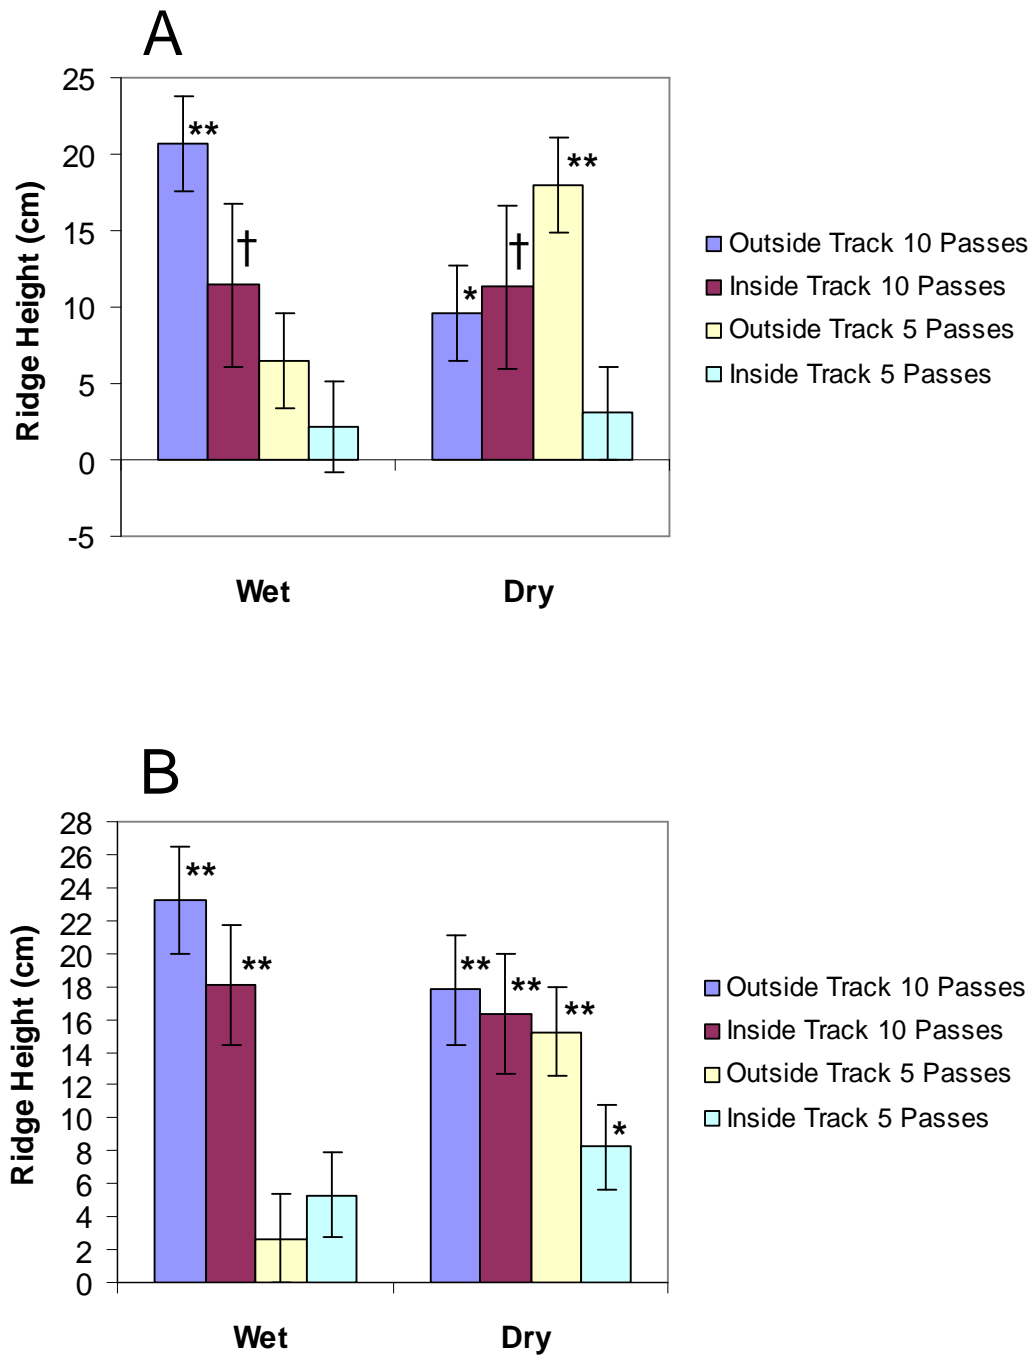 A
25
20
15
10
5
0
-5
Ridge Height (cm)
**
†
*
†
**
Wet
Dry
Outside Track 10 Passes
Inside Track 10 Passes
Outside Track 5 Passes
Inside Track 5 Passes
B
28
26
24
22
20
18
16
14
12
10
8
6
4
2
0
Ridge Height (cm)
**
**
**
**
**
*
Wet
Dry
Outside Track 10 Passes
Inside Track 10 Passes
Outside Track 5 Passes
Inside Track 5 Passes